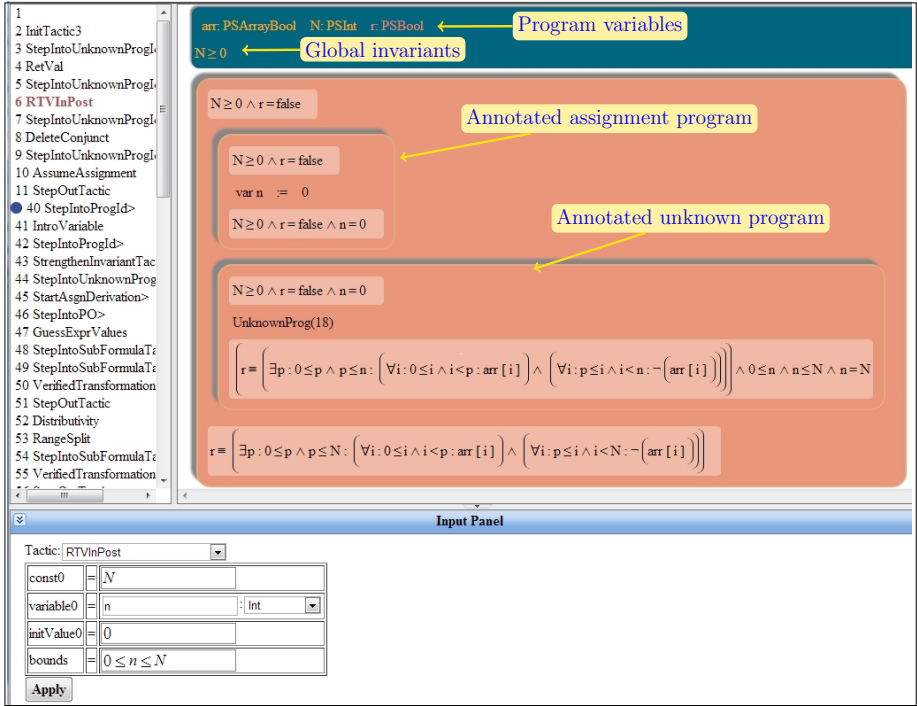 1
2 InitTactic3
3 StepIntoUnknownProgI
4 RetVal
5 StepIntoUnknownProgI
6 RTVInPost
7 StepIntoUnknownProgI
8 DeleteConjunct
9 StepIntoUnknownProgI
10 AssumeAssignment
11 StepOutTactic
40 StepIntoProgId>
41 IntroVariable
42 StepIntoProgId>
43 StrengthenInvariantTac
44 StepIntoUnknownProg
45 StartAsgnDerivation>
46 StepIntoPO>
47 GuessExprValues
48 StepIntoSubFormulaTa
49 StepIntoSubFormulaTa
50 VerifiedTransformation
51 StepOutTactic
52 Distributivity
53 RangeSplit
54 StepIntoSubFormulaTa
55 VerifiedTransformation
arr: PSArrayBool N: PSInt r: PSBool
Program variables
N ≥ 0
Global invariants
N ≥ 0 ∧ r = false
Annotated assignment program
N ≥ 0 ∧ r = false
var n := 0
N ≥ 0 ∧ r = false ∧ n = 0
Annotated unknown program
N ≥ 0 ∧ r = false ∧ n = 0
UnknownProg(18)
(r ≡ (∃p : 0 ≤ p ∧ p ≤ n : (∀i : 0 ≤ i ∧ i < p : arr [ i ]) ∧ (∀i : p ≤ i ∧ i < n : ¬(arr [ i ])))) ∧ 0 ≤ n ∧ n ≤ N ∧ n = N
r ≡ (∃p : 0 ≤ p ∧ p ≤ N : (∀i : 0 ≤ i ∧ i < p : arr [ i ]) ∧ (∀i : p ≤ i ∧ i < N : ¬(arr [ i ])))
Input Panel
Tactic: RTVInPost
const0 = N
variable0 = n : Int
initValue0 = 0
bounds = 0 ≤ n ≤ N
Apply